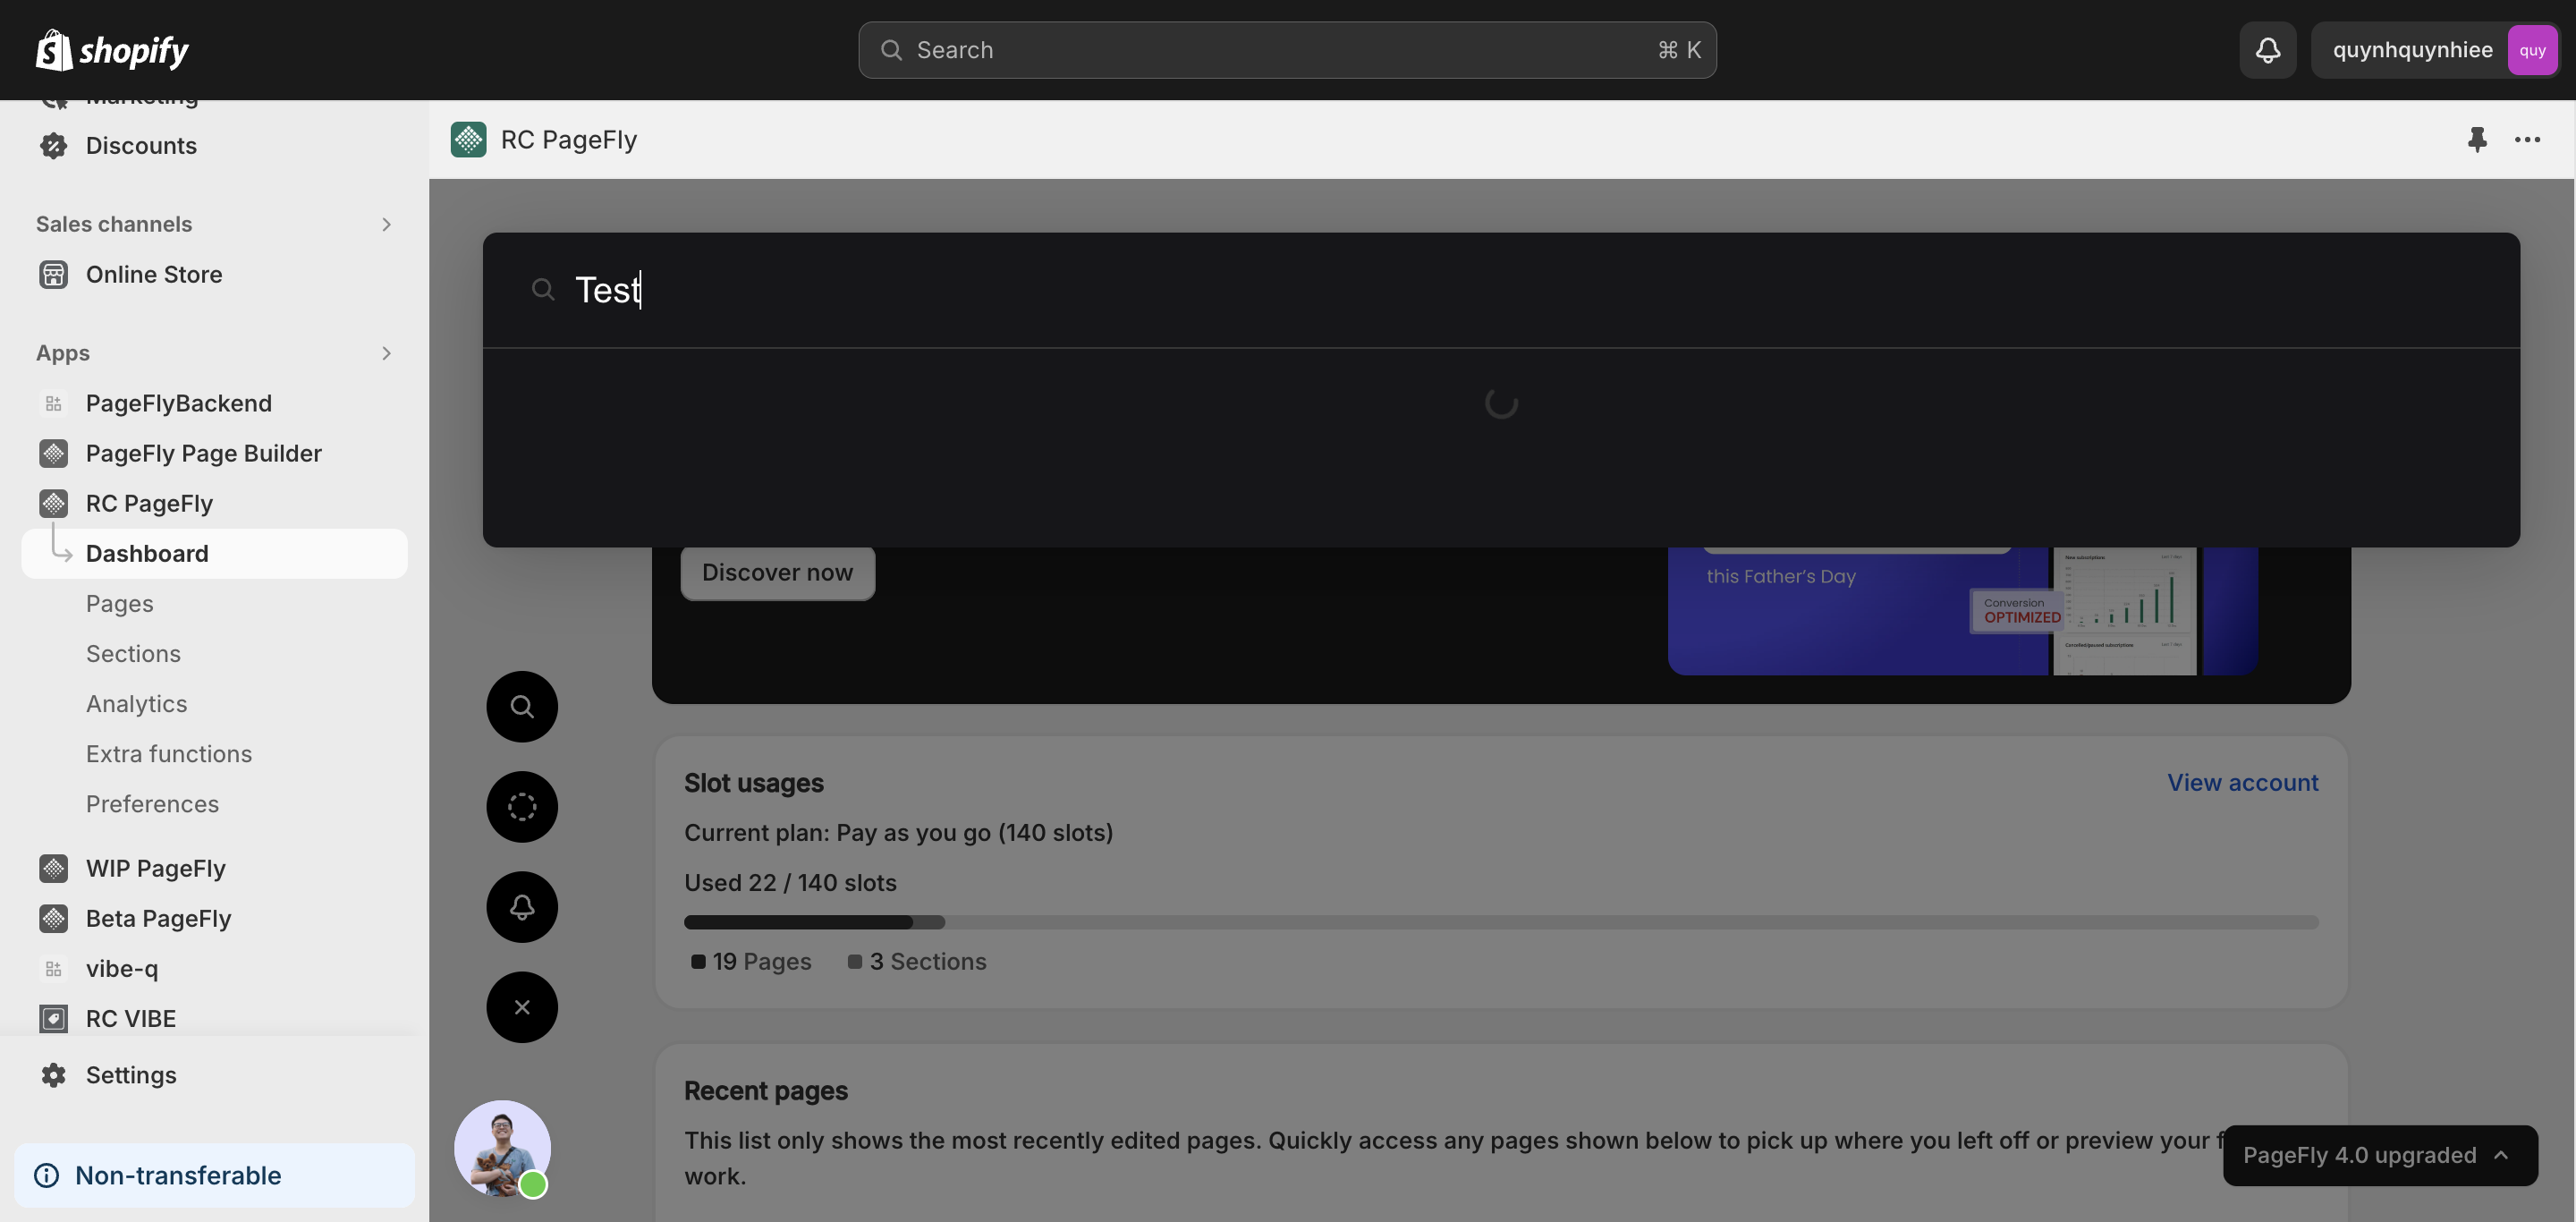 shopify
Search
⌘ K
quynhquynhiee
quy
Marketing
Discounts
Sales channels
Online Store
Apps
PageFlyBackend
PageFly Page Builder
RC PageFly
Dashboard
Pages
Sections
Analytics
Extra functions
Preferences
WIP PageFly
Beta PageFly
vibe-q
RC VIBE
Settings
Non-transferable
RC PageFly
Test
Discover now
this Father's Day
Conversion
OPTIMIZED
New subscriptions
Cancelled/paused subscriptions
Slot usages
View account
Current plan: Pay as you go (140 slots)
Used 22 / 140 slots
19 Pages
3 Sections
Recent pages
This list only shows the most recently edited pages. Quickly access any pages shown below to pick up where you left off or preview your f
work.
PageFly 4.0 upgraded